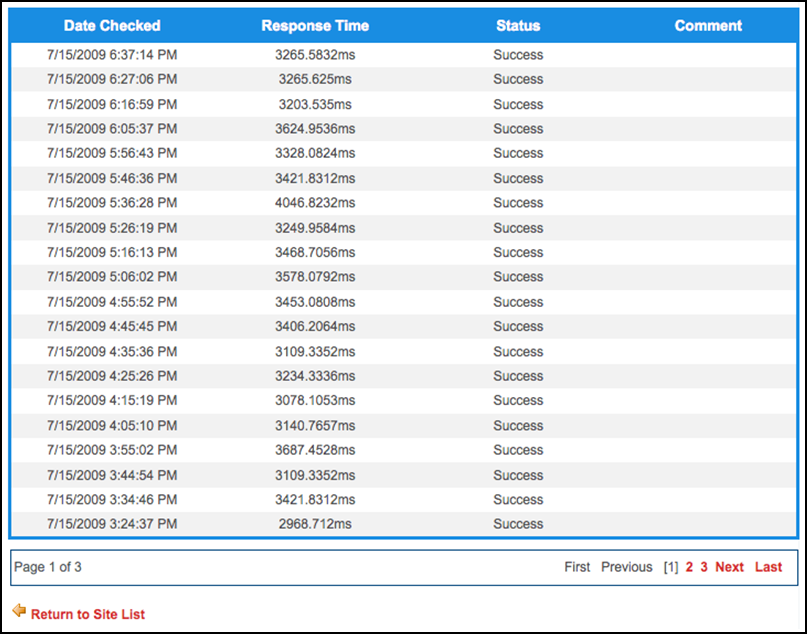 Date Checked Response Time Status Comment
7/15/2009 6:37:14 PM 3265.5832ms Success
7/15/2009 6:27:06 PM 3265.625ms Success
7/15/2009 6:16:59 PM 3203.535ms Success
7/15/2009 6:05:37 PM 3624.9536ms Success
7/15/2009 5:56:43 PM 3328.0824ms Success
7/15/2009 5:46:36 PM 3421.8312ms Success
7/15/2009 5:36:28 PM 4046.8232ms Success
7/15/2009 5:26:19 PM 3249.9584ms Success
7/15/2009 5:16:13 PM 3468.7056ms Success
7/15/2009 5:06:02 PM 3578.0792ms Success
7/15/2009 4:55:52 PM 3453.0808ms Success
7/15/2009 4:45:45 PM 3406.2064ms Success
7/15/2009 4:35:36 PM 3109.3352ms Success
7/15/2009 4:25:26 PM 3234.3336ms Success
7/15/2009 4:15:19 PM 3078.1053ms Success
7/15/2009 4:05:10 PM 3140.7657ms Success
7/15/2009 3:55:02 PM 3687.4528ms Success
7/15/2009 3:44:54 PM 3109.3352ms Success
7/15/2009 3:34:46 PM 3421.8312ms Success
7/15/2009 3:24:37 PM 2968.712ms Success
Page 1 of 3 First Previous [1] 2 3 Next Last
Return to Site List